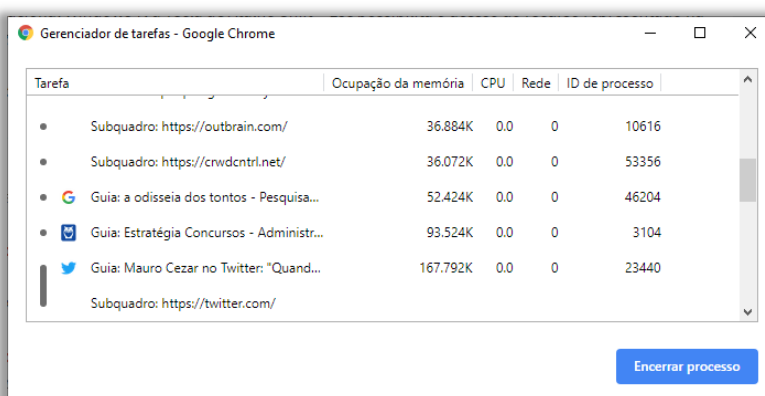 Gerenciador de tarefas - Google Chrome
Tarefa Ocupação da memória CPU Rede ID de processo
Subquadro: https://outbrain.com/ 36.884K 0.0 0 10616
Subquadro: https://crwdcntrl.net/ 36.072K 0.0 0 53356
Guia: a odisseia dos tontos - Pesquisa... 52.424K 0.0 0 46204
Guia: Estratégia Concursos - Administr... 93.524K 0.0 0 3104
Guia: Mauro Cezar no Twitter: "Quand... 167.792K 0.0 0 23440
Subquadro: https://twitter.com/
Encerrar processo